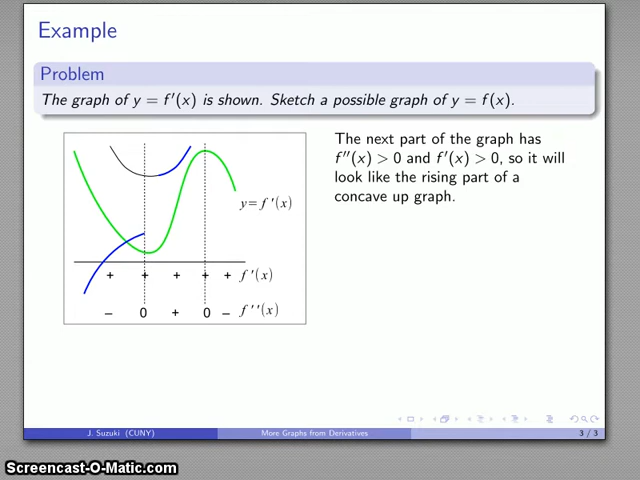 Example
Problem
The graph of y = f′(x) is shown. Sketch a possible graph of y = f(x).
The next part of the graph has
f″(x) > 0 and f′(x) > 0, so it will
look like the rising part of a
concave up graph.
y = f '(x)
+ + + + + f '(x)
– 0 + 0 – f ' '(x)
J. Suzuki (CUNY) More Graphs from Derivatives 3 / 3
Screencast-O-Matic.com